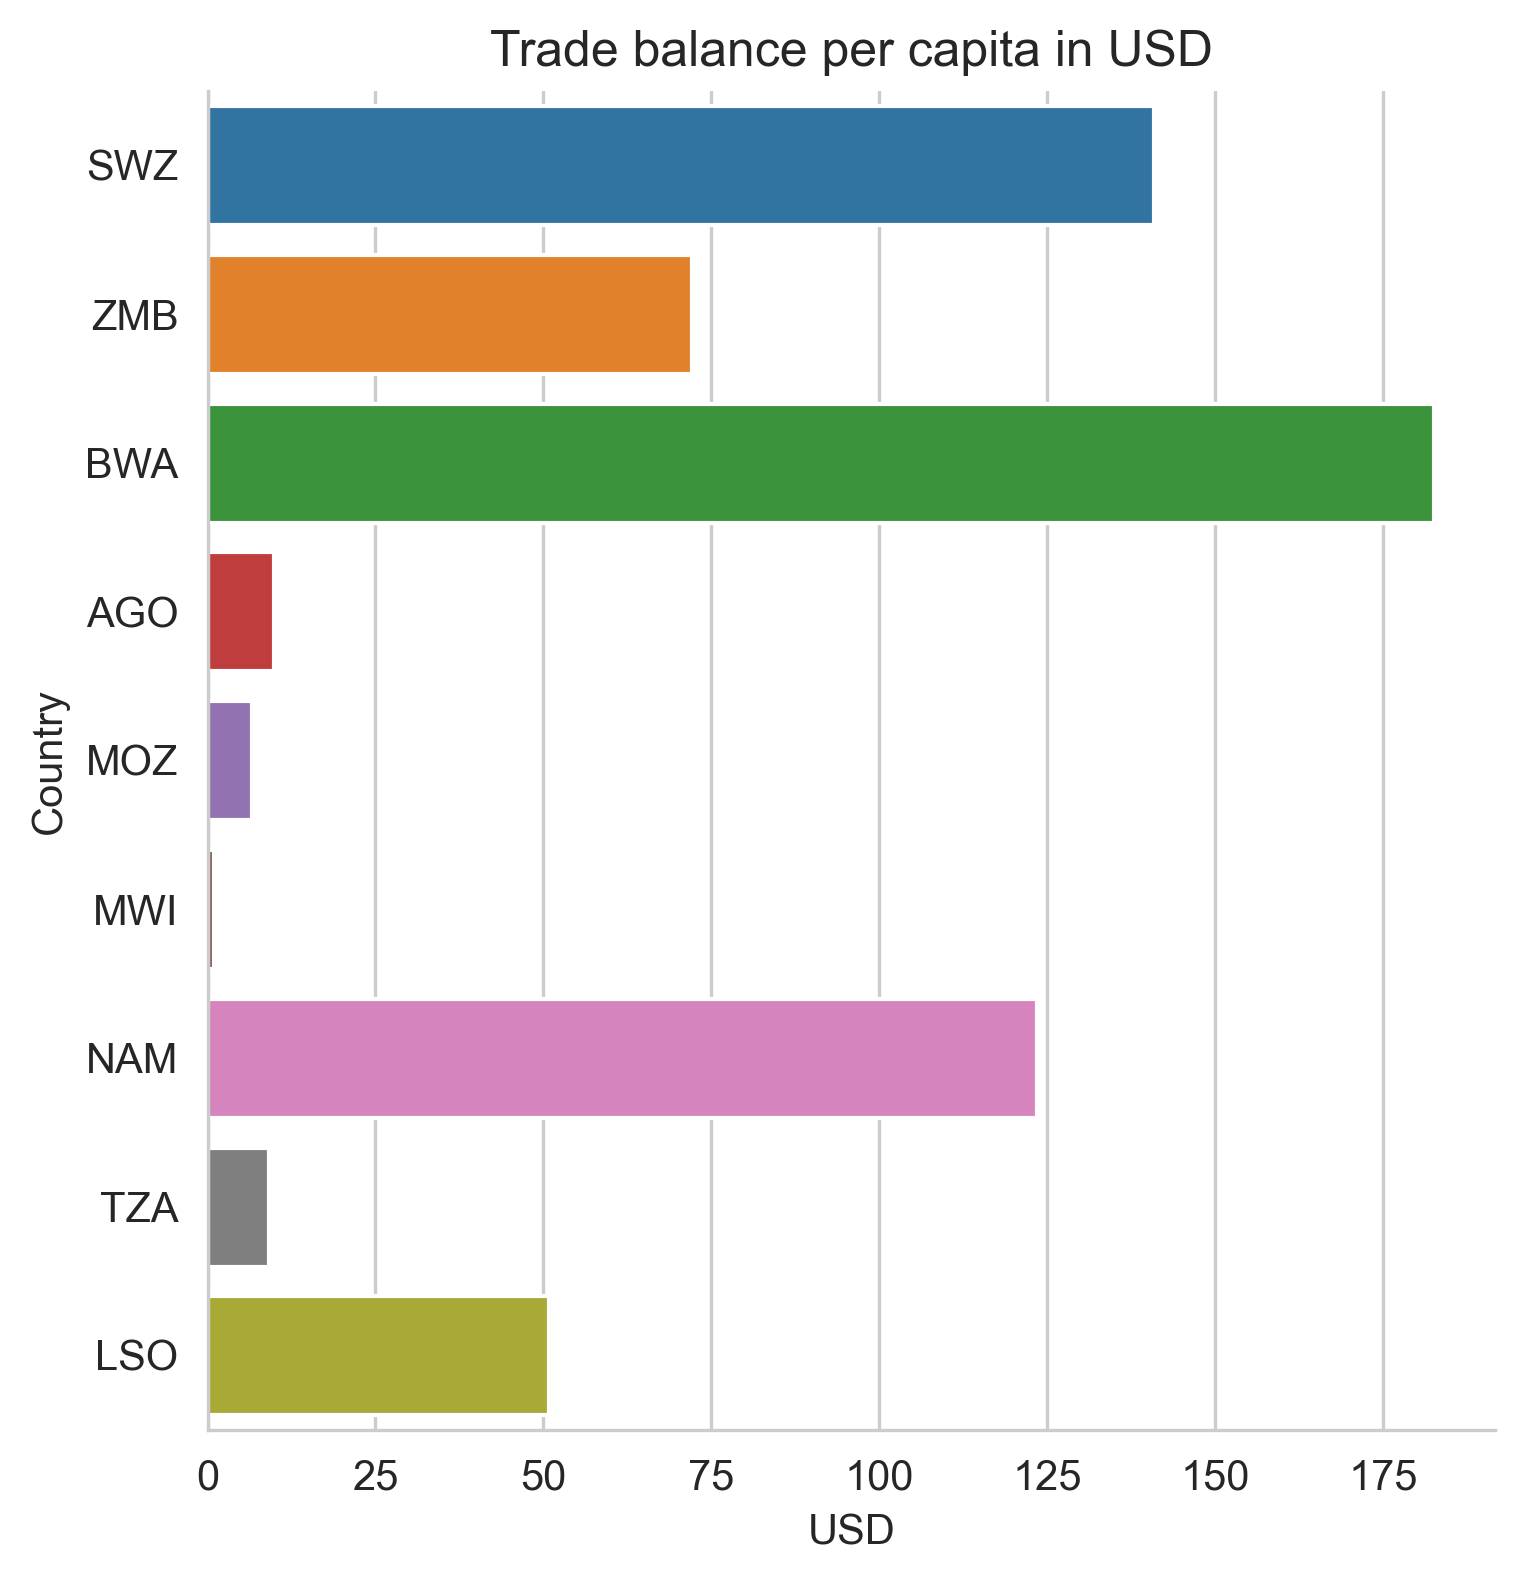 Trade balance per capita in USD
SWZ
ZMB
BWA
AGO
MOZ
MWI
NAM
TZA
LSO
Country
0 25 50 75 100 125 150 175
USD